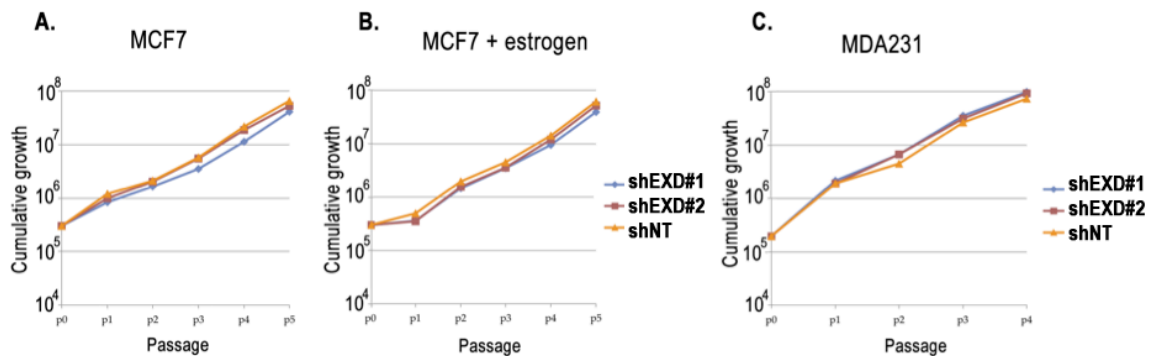 A.
MCF7
Cumulative growth
10^8
10^7
10^6
10^5
10^4
p0 p1 p2 p3 p4 p5
Passage
B.
MCF7 + estrogen
Cumulative growth
10^8
10^7
10^6
10^5
10^4
p0 p1 p2 p3 p4 p5
Passage
shEXD#1
shEXD#2
shNT
C.
MDA231
Cumulative growth
10^8
10^7
10^6
10^5
10^4
p0 p1 p2 p3 p4
Passage
shEXD#1
shEXD#2
shNT